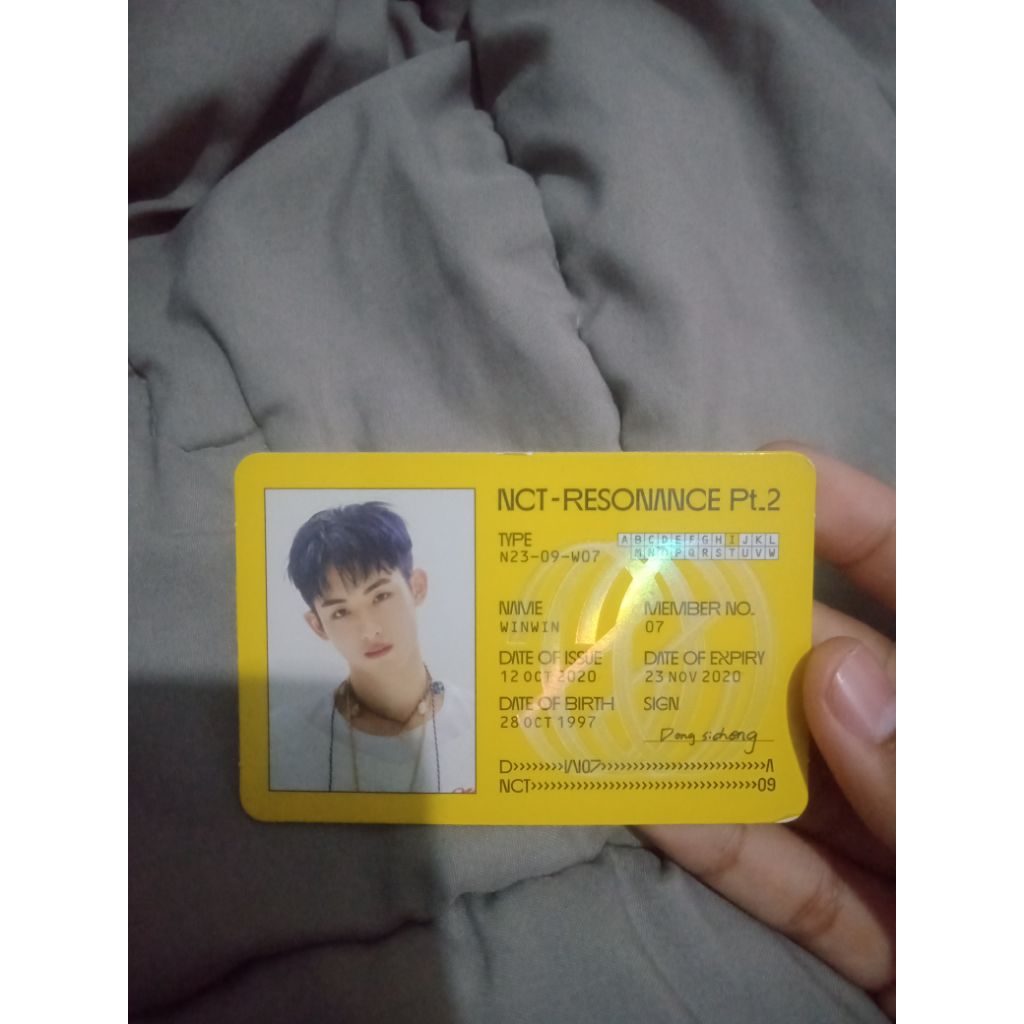 NCT-RESONANCE Pt.2
TYPE
N23-09-W07
A B C D E F G H I J K L
M N O P Q R S T U V W
NAME
WINWIN
MEMBER NO.
07
DATE OF ISSUE
12 OCT 2020
DATE OF EXPIRY
23 NOV 2020
DATE OF BIRTH
28 OCT 1997
SIGN
Dong sicheng
D>>>>>>>>>W07>>>>>>>>>>>>>>>>>>>>>>>>>A
NCT>>>>>>>>>>>>>>>>>>>>>>>>>>>>>>>>>>09